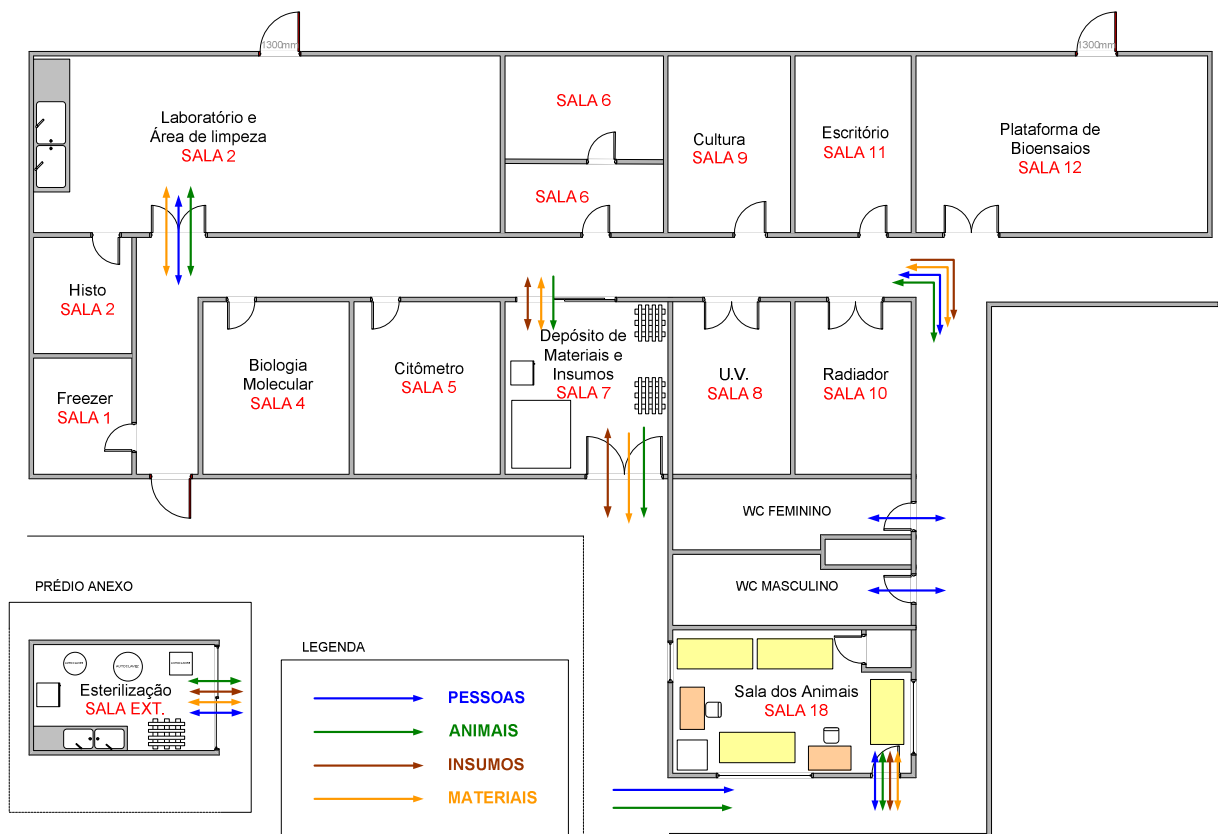 1300mm
1300mm
Laboratório e
Área de limpeza
SALA 2
SALA 6
SALA 6
Cultura
SALA 9
Escritório
SALA 11
Plataforma de
Bioensaios
SALA 12
Histo
SALA 2
Freezer
SALA 1
Biologia
Molecular
SALA 4
Citômetro
SALA 5
Depósito de
Materiais e
Insumos
SALA 7
U.V.
SALA 8
Radiador
SALA 10
WC FEMININO
WC MASCULINO
Sala dos Animais
SALA 18
PRÉDIO ANEXO
AUTOCLAVE2
AUTOCLAVE2
Esterilização
SALA EXT.
LEGENDA
PESSOAS
ANIMAIS
INSUMOS
MATERIAIS